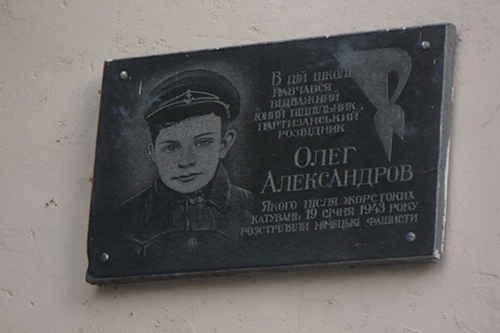 В ЦІЙ ШКОЛІ
НАВЧАВСЯ
ВІДВАЖНИЙ
ЮНИЙ ПІДПІЛЬНИК,
ПАРТИЗАНСЬКИЙ
РОЗВІДНИК
ОЛЕГ
АЛЕКСАНДРОВ
ЯКОГО ПІСЛЯ ЖОРСТОКИХ
КАТУВАНЬ 19 СІЧНЯ 1943 РОКУ
РОЗСТРІЛЯЛИ НІМЕЦЬКІ ФАШИСТИ